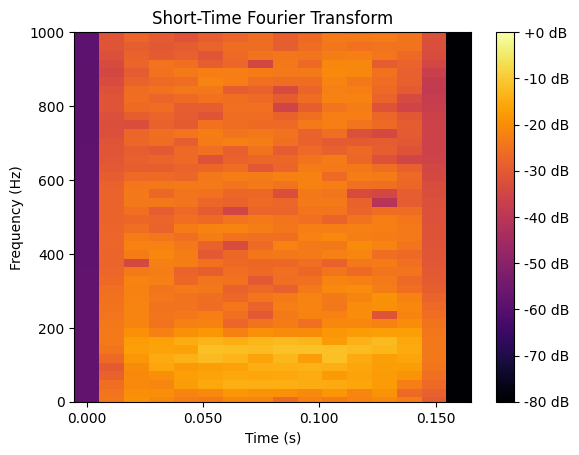 Short-Time Fourier Transform
1000
800
600
400
200
0
Frequency (Hz)
0.000
0.050
0.100
0.150
Time (s)
+0 dB
-10 dB
-20 dB
-30 dB
-40 dB
-50 dB
-60 dB
-70 dB
-80 dB